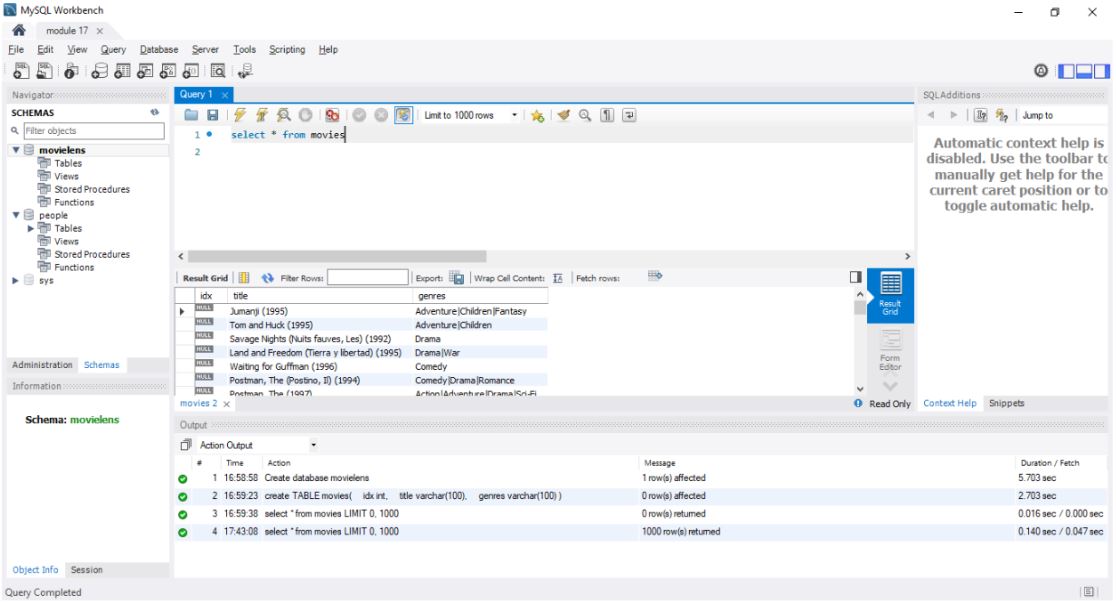 MySQL Workbench
module 17 ×
File Edit View Query Database Server Tools Scripting Help
Navigator
SCHEMAS
Filter objects
movielens
Tables
Views
Stored Procedures
Functions
people
Tables
Views
Stored Procedures
Functions
sys
Administration Schemas
Information
Schema: movielens
Object Info Session
Query Completed
Query 1 ×
Limit to 1000 rows
1 select * from movies
2
Result Grid Filter Rows: Export: Wrap Cell Content: Fetch rows:
idx title genres
NULL Jumanji (1995) Adventure|Children|Fantasy
NULL Tom and Huck (1995) Adventure|Children
NULL Savage Nights (Nuits fauves, Les) (1992) Drama
NULL Land and Freedom (Tierra y libertad) (1995) Drama|War
NULL Waiting for Guffman (1996) Comedy
NULL Postman, The (Postino, Il) (1994) Comedy|Drama|Romance
NULL Postman, The (1997) Action|Adventure|Drama|Sci-Fi
Result
Grid
Form
Editor
movies 2 × Read Only
SQLAdditions
Jump to
Automatic context help is
disabled. Use the toolbar to
manually get help for the
current caret position or to
toggle automatic help.
Context Help Snippets
Output
Action Output
# Time Action Message Duration / Fetch
1 16:58:58 Create database movielens 1 row(s) affected 5.703 sec
2 16:59:23 create TABLE movies( idx int, title varchar(100), genres varchar(100) ) 0 row(s) affected 2.703 sec
3 16:59:38 select * from movies LIMIT 0, 1000 0 row(s) returned 0.016 sec / 0.000 sec
4 17:43:08 select * from movies LIMIT 0, 1000 1000 row(s) returned 0.140 sec / 0.047 sec